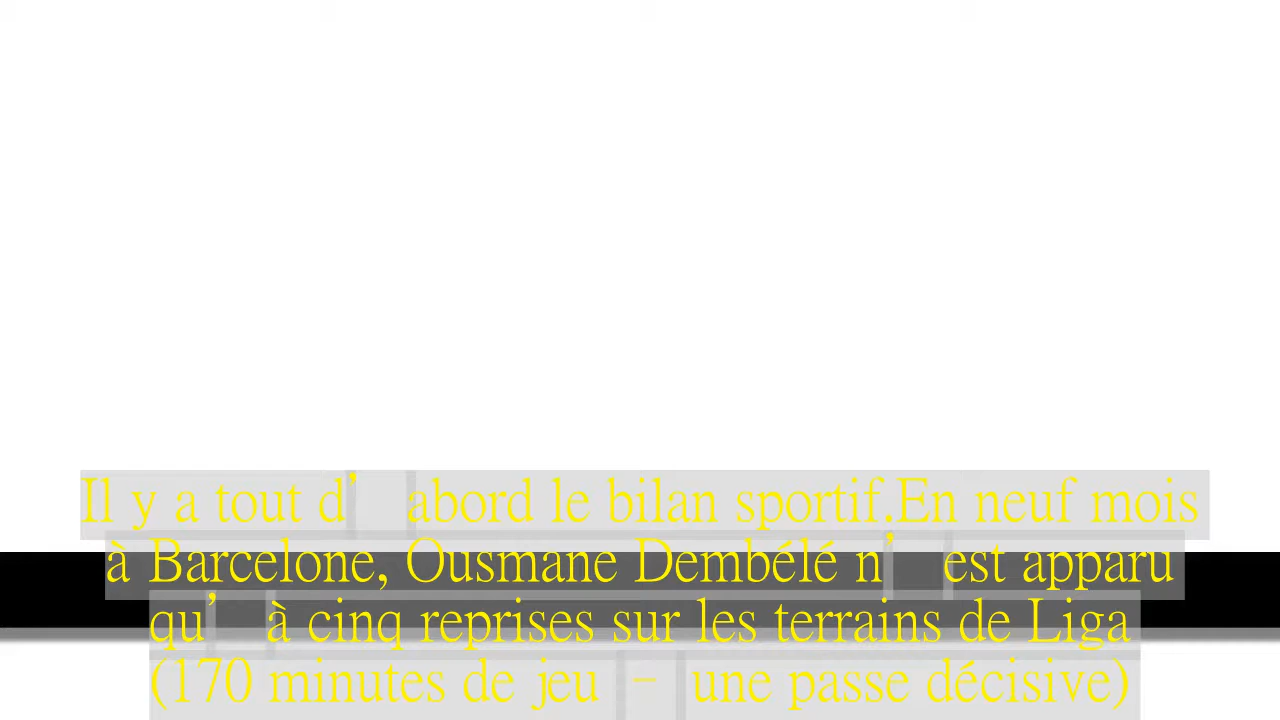 Il y a tout d’abord le bilan sportif.En neuf mois
à Barcelone, Ousmane Dembélé n’est apparu
qu’à cinq reprises sur les terrains de Liga
(170 minutes de jeu – une passe décisive)